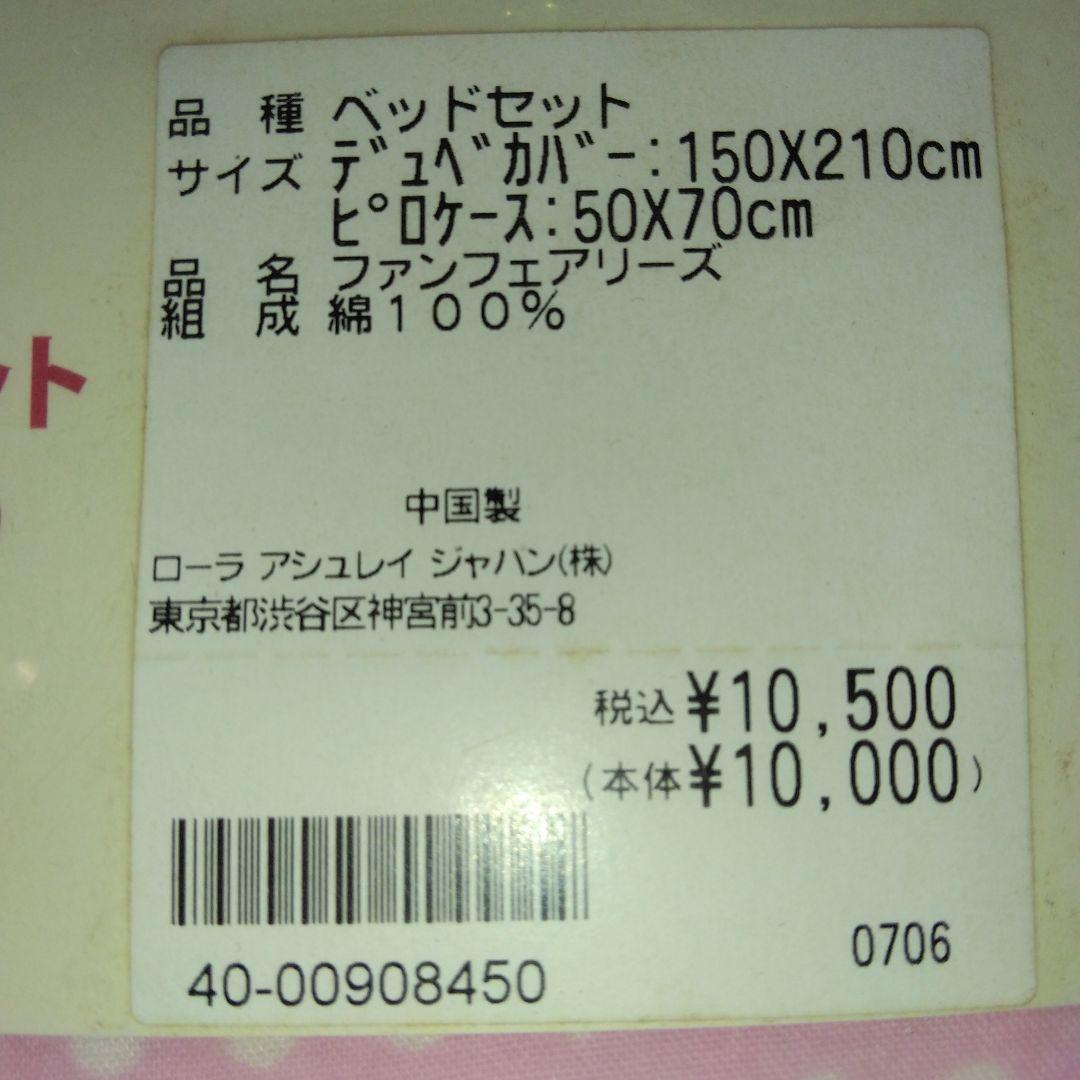 品 種 ベッドセット
サイズ デュベカバー:150X210cm
ピロケース:50X70cm
品 名 ファンフェアリーズ
組 成 綿100%
ット
中国製
ローラ アシュレイ ジャパン(株)
東京都渋谷区神宮前3-35-8
税込¥10,500
(本体¥10,000)
40-00908450
0706